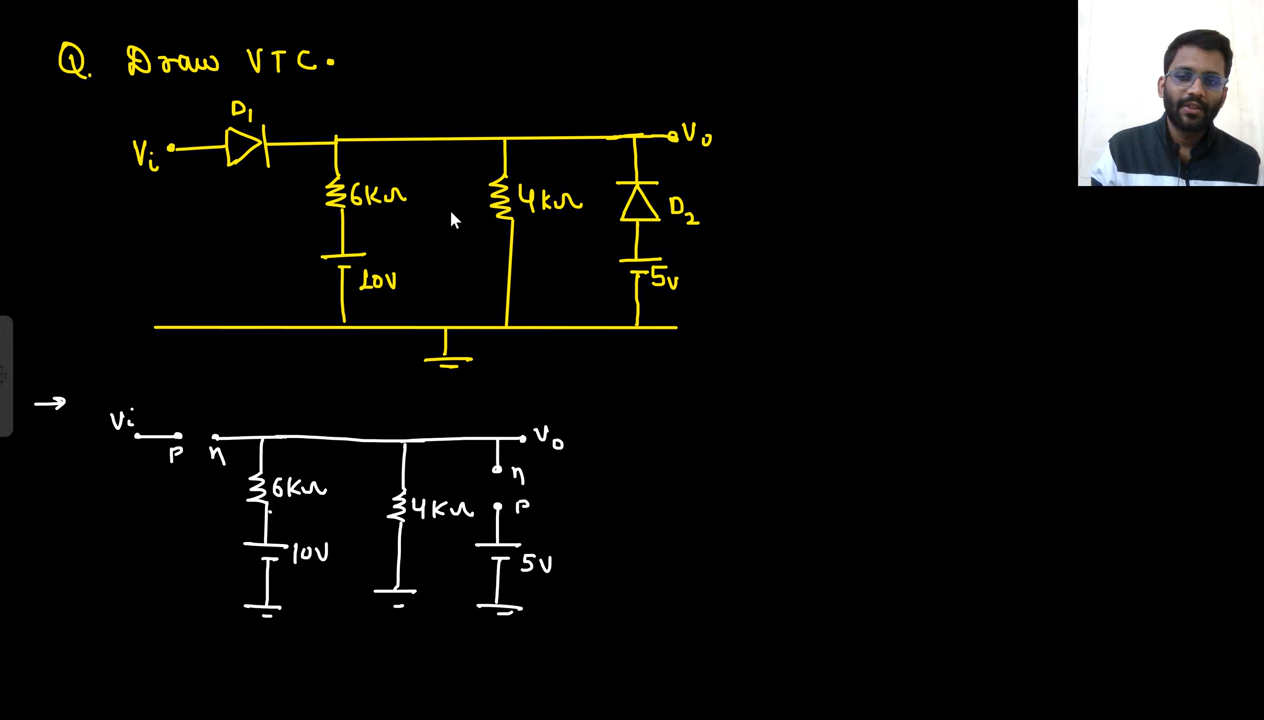 Q. Draw VTC.
D1
Vi
Vo
6KΩ
4KΩ
D2
10V
5V
→
Vi
P
n
Vo
6KΩ
4KΩ
n
P
10V
5V